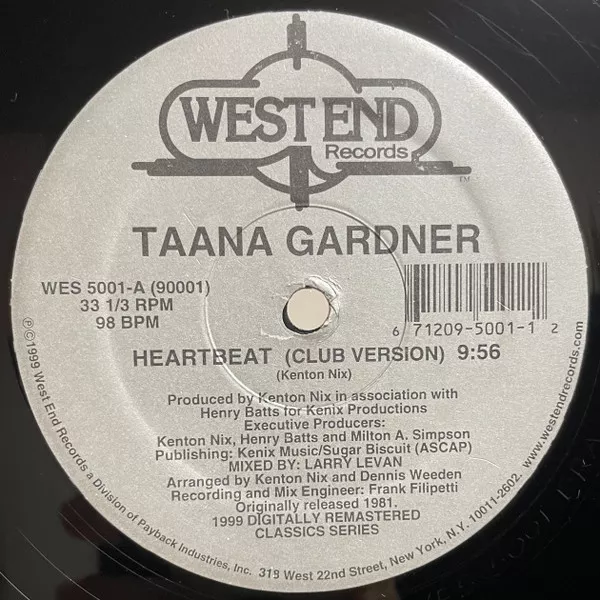 WEST END
Records
TM
TAANA GARDNER
WES 5001-A (90001)
33 1/3 RPM
98 BPM
6 71209-5001-1 2
HEARTBEAT (CLUB VERSION) 9:56
(Kenton Nix)
Produced by Kenton Nix in association with
Henry Batts for Kenix Productions
Executive Producers:
Kenton Nix, Henry Batts and Milton A. Simpson
Publishing: Kenix Music/Sugar Biscuit (ASCAP)
MIXED BY: LARRY LEVAN
Arranged by Kenton Nix and Dennis Weeden
Recording and Mix Engineer: Frank Filipetti
Originally released 1981.
1999 DIGITALLY REMASTERED
CLASSICS SERIES
℗©1999 West End Records a Division of Payback Industries, Inc. 319 West 22nd Street, New York, N.Y. 10011-2602. www.westendrecords.com